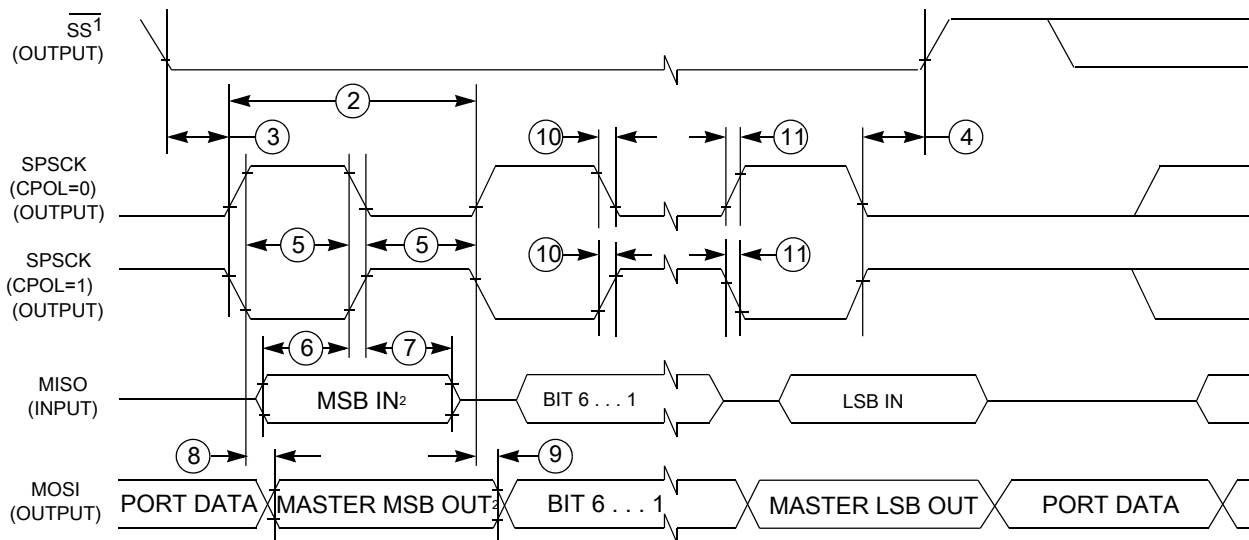 SS1
(OUTPUT)
2
3
10
11
4
SPSCK
(CPOL=0)
(OUTPUT)
5
5
SPSCK
(CPOL=1)
(OUTPUT)
10
11
6
7
MISO
(INPUT)
MSB IN2
BIT 6 . . . 1
LSB IN
8
9
MOSI
(OUTPUT)
PORT DATA
MASTER MSB OUT2
BIT 6 . . . 1
MASTER LSB OUT
PORT DATA